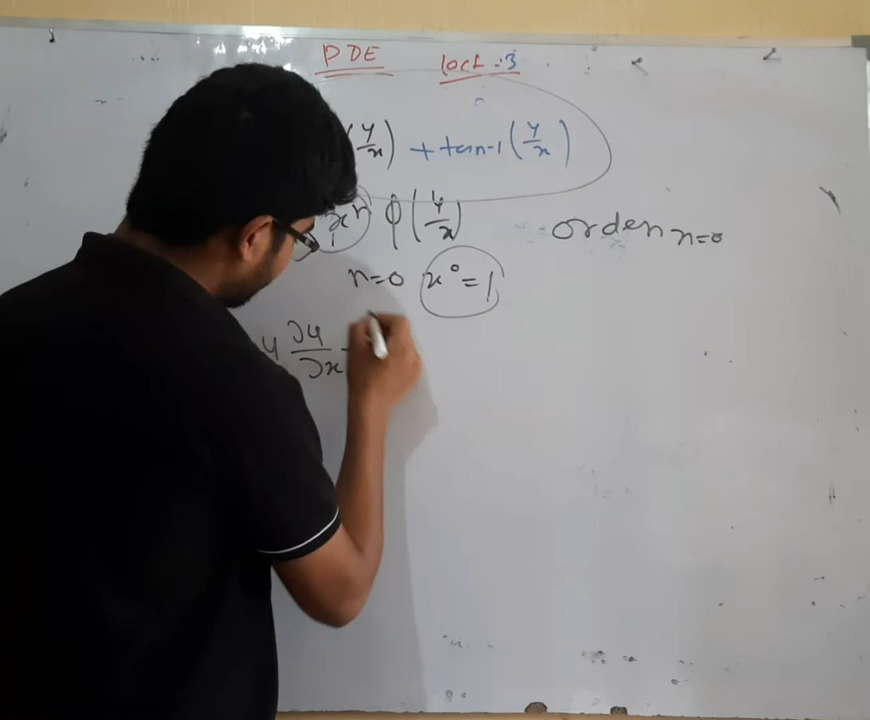 PDE Lect. :3
(y/x) + tan-1 (y/x)
x^n φ(y/x) order n=0
n=0 x^0 = 1
y ∂y/∂x